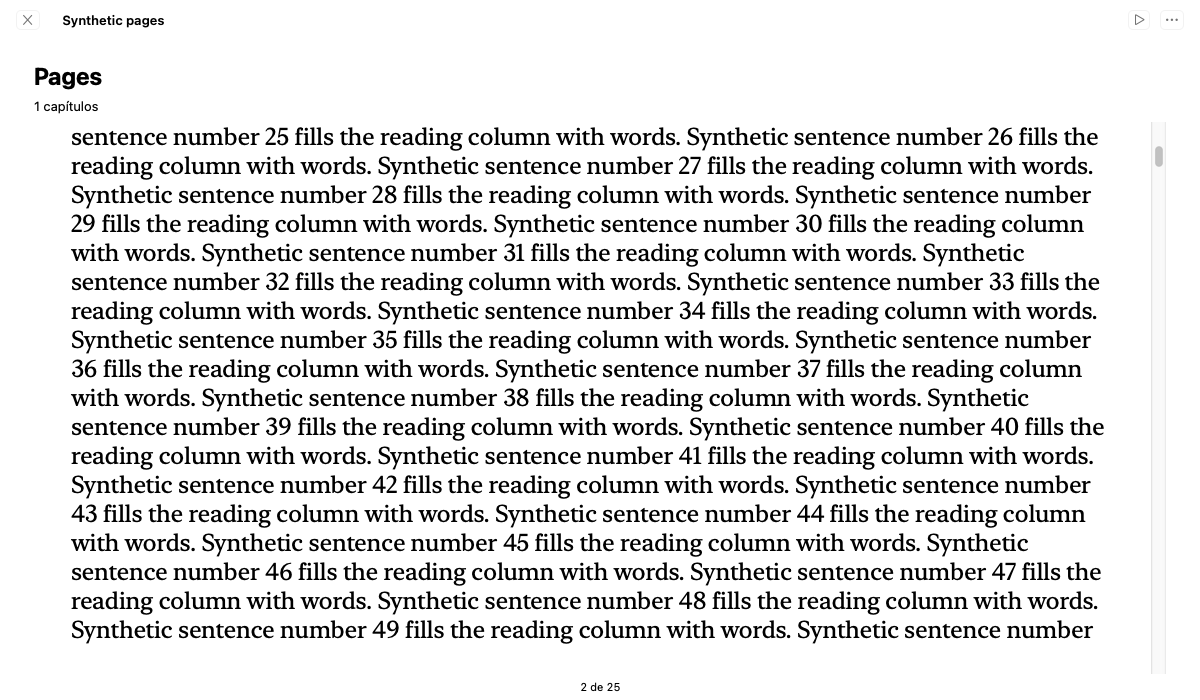 Synthetic pages
Pages
1 capítulos
sentence number 25 fills the reading column with words. Synthetic sentence number 26 fills the
reading column with words. Synthetic sentence number 27 fills the reading column with words.
Synthetic sentence number 28 fills the reading column with words. Synthetic sentence number
29 fills the reading column with words. Synthetic sentence number 30 fills the reading column
with words. Synthetic sentence number 31 fills the reading column with words. Synthetic
sentence number 32 fills the reading column with words. Synthetic sentence number 33 fills the
reading column with words. Synthetic sentence number 34 fills the reading column with words.
Synthetic sentence number 35 fills the reading column with words. Synthetic sentence number
36 fills the reading column with words. Synthetic sentence number 37 fills the reading column
with words. Synthetic sentence number 38 fills the reading column with words. Synthetic
sentence number 39 fills the reading column with words. Synthetic sentence number 40 fills the
reading column with words. Synthetic sentence number 41 fills the reading column with words.
Synthetic sentence number 42 fills the reading column with words. Synthetic sentence number
43 fills the reading column with words. Synthetic sentence number 44 fills the reading column
with words. Synthetic sentence number 45 fills the reading column with words. Synthetic
sentence number 46 fills the reading column with words. Synthetic sentence number 47 fills the
reading column with words. Synthetic sentence number 48 fills the reading column with words.
Synthetic sentence number 49 fills the reading column with words. Synthetic sentence number
2 de 25